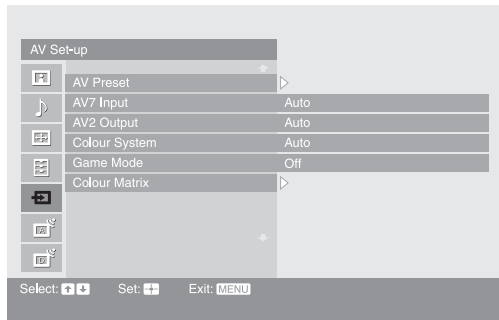 AV Set-up
AV Preset
AV7 Input Auto
AV2 Output Auto
Colour System Auto
Game Mode Off
Colour Matrix
Select: Set: Exit: MENU